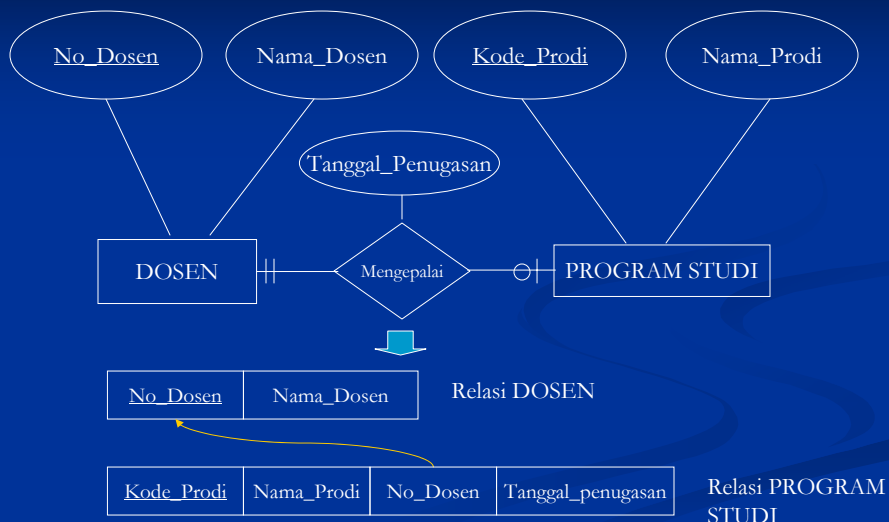 No_Dosen
Nama_Dosen
Kode_Prodi
Nama_Prodi
Tanggal_Penugasan
DOSEN
Mengepalai
PROGRAM STUDI
No_Dosen
Nama_Dosen
Relasi DOSEN
Kode_Prodi
Nama_Prodi
No_Dosen
Tanggal_penugasan
Relasi PROGRAM
STUDI